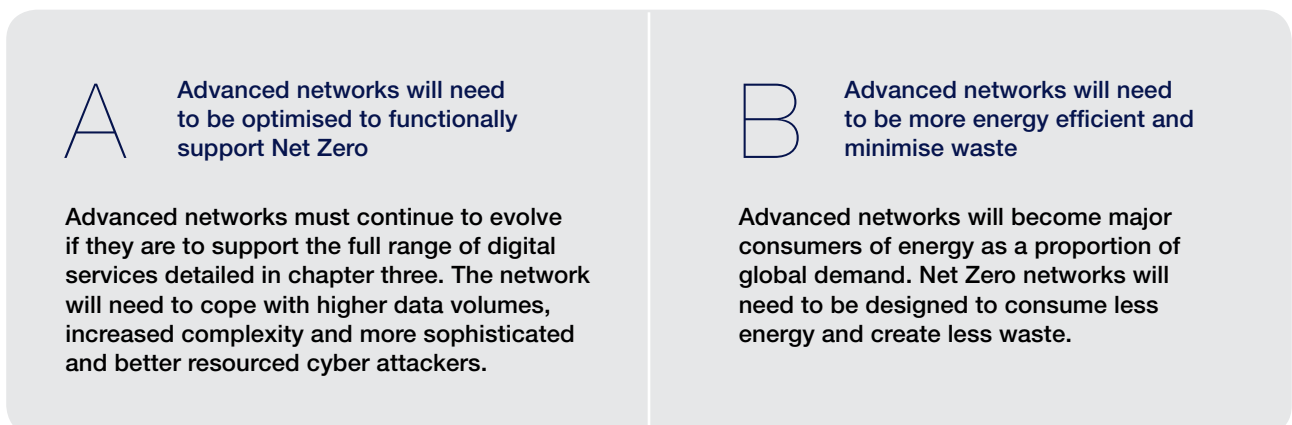 A
Advanced networks will need
to be optimised to functionally
support Net Zero
Advanced networks must continue to evolve
if they are to support the full range of digital
services detailed in chapter three. The network
will need to cope with higher data volumes,
increased complexity and more sophisticated
and better resourced cyber attackers.
B
Advanced networks will need
to be more energy efficient and
minimise waste
Advanced networks will become major
consumers of energy as a proportion of
global demand. Net Zero networks will
need to be designed to consume less
energy and create less waste.